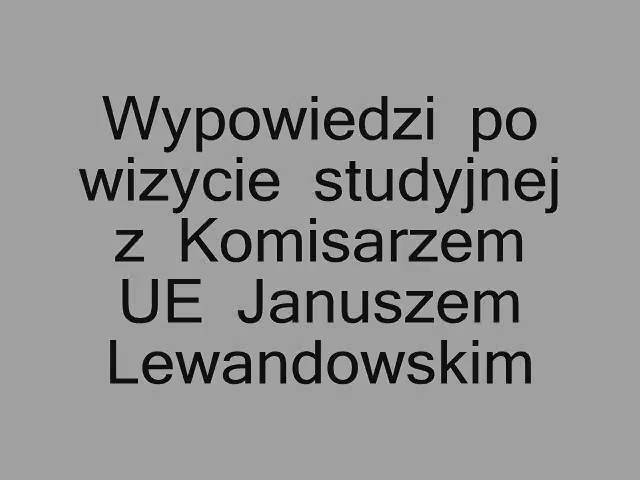 Wypowiedzi po
wizycie studyjnej
z Komisarzem
UE Januszem
Lewandowskim